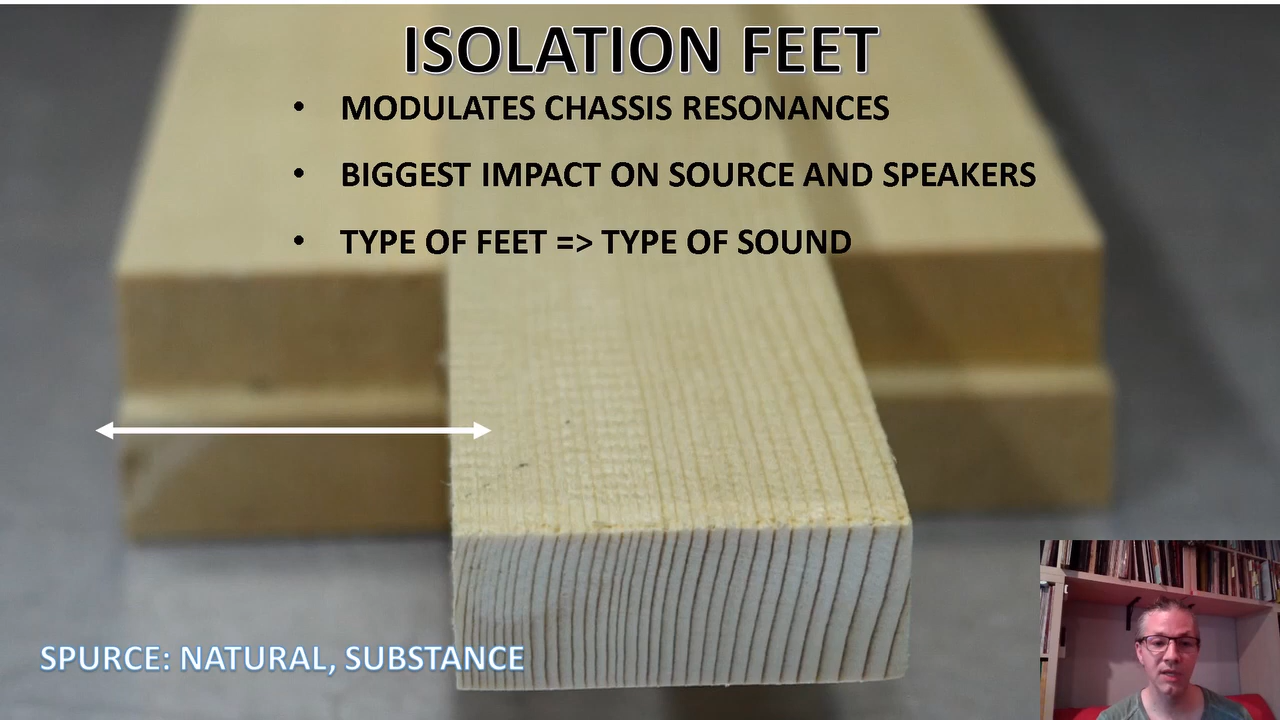 ISOLATION FEET
• MODULATES CHASSIS RESONANCES
• BIGGEST IMPACT ON SOURCE AND SPEAKERS
• TYPE OF FEET => TYPE OF SOUND
SPURCE: NATURAL, SUBSTANCE